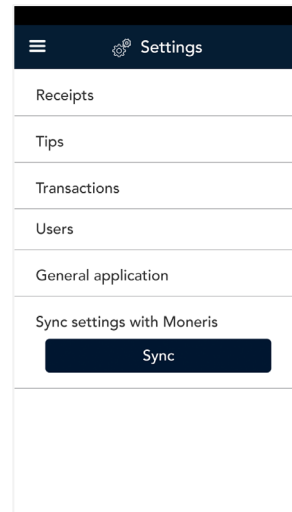 Settings
Receipts
Tips
Transactions
Users
General application
Sync settings with Moneris
Sync